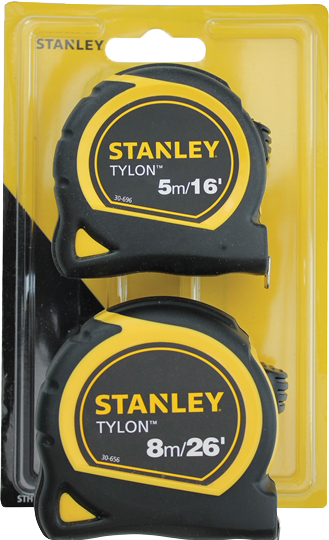 STANLEY
STANLEY
TYLON™
5m/16'
30-696
STANLEY
TYLON™
8m/26'
30-656